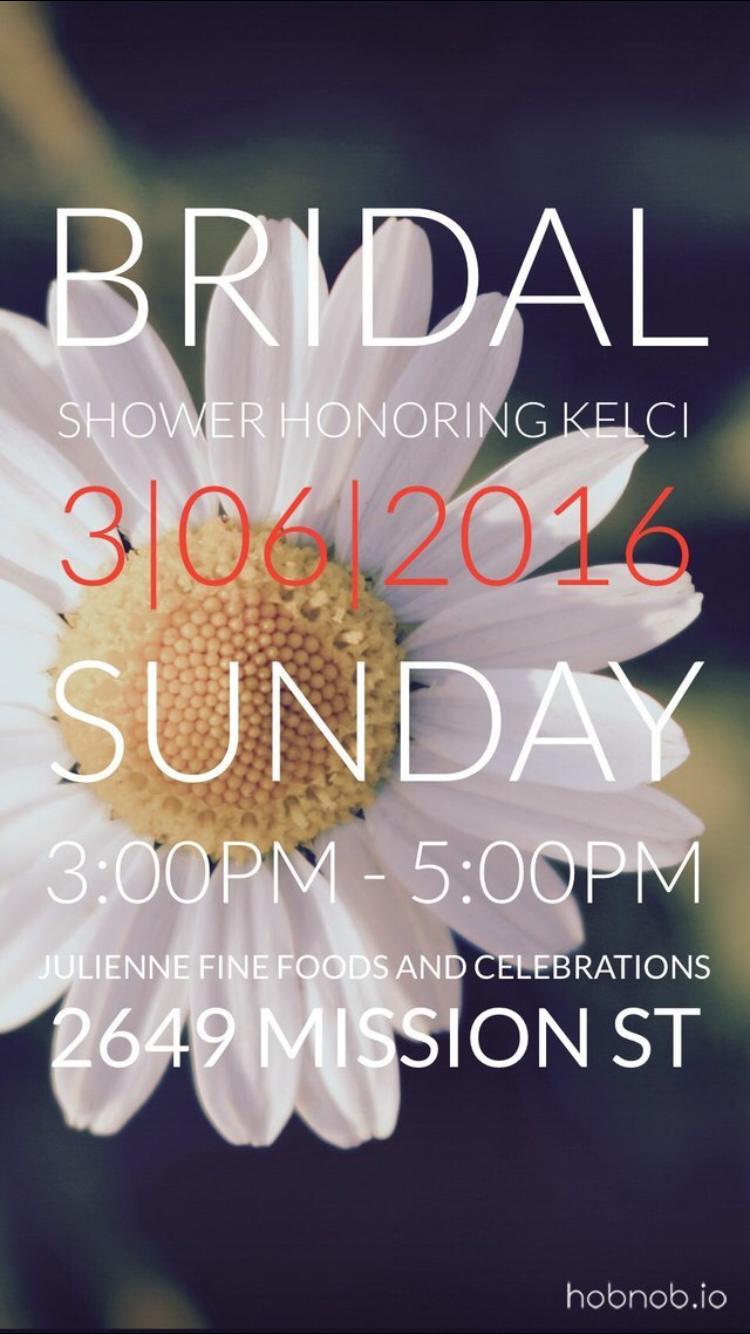 BRIDAL
SHOWER HONORING KELCI
3|06|2016
SUNDAY
3:00PM - 5:00PM
JULIENNE FINE FOODS AND CELEBRATIONS
2649 MISSION ST
hobnob.io